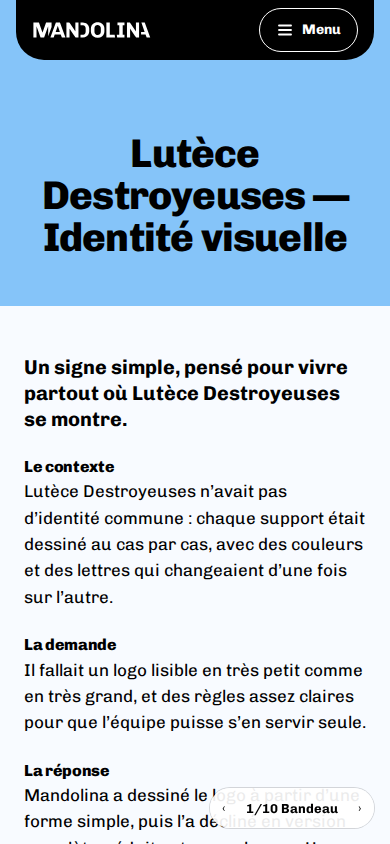 MANDOLINA
Menu
Lutèce
Destroyeuses —
Identité visuelle
Un signe simple, pensé pour vivre
partout où Lutèce Destroyeuses
se montre.
Le contexte
Lutèce Destroyeuses n’avait pas
d’identité commune : chaque support était
dessiné au cas par cas, avec des couleurs
et des lettres qui changeaient d’une fois
sur l’autre.
La demande
Il fallait un logo lisible en très petit comme
en très grand, et des règles assez claires
pour que l’équipe puisse s’en servir seule.
La réponse
Mandolina a dessiné le logo à partir d’une
forme simple, puis l’a décliné en version
‹ 1/10 Bandeau ›